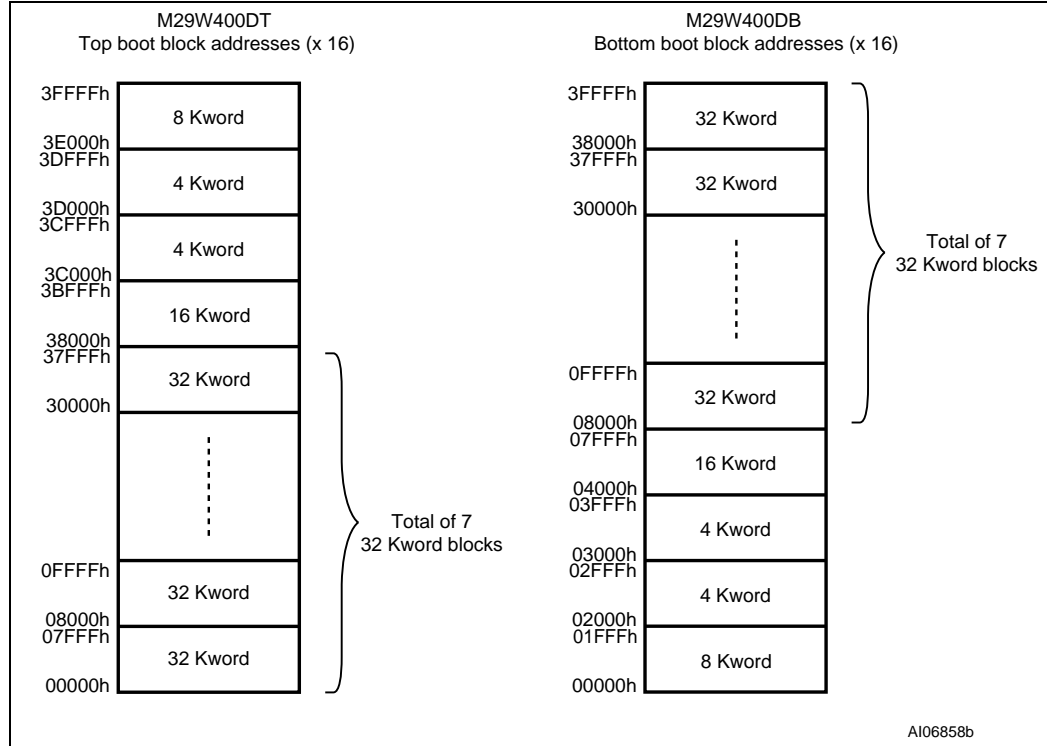 M29W400DT
Top boot block addresses (x 16)
3FFFFh
8 Kword
3E000h
3DFFFh
4 Kword
3D000h
3CFFFh
4 Kword
3C000h
3BFFFh
16 Kword
38000h
37FFFh
32 Kword
30000h
Total of 7
32 Kword blocks
0FFFFh
32 Kword
08000h
07FFFh
32 Kword
00000h
M29W400DB
Bottom boot block addresses (x 16)
3FFFFh
32 Kword
38000h
37FFFh
32 Kword
30000h
Total of 7
32 Kword blocks
0FFFFh
32 Kword
08000h
07FFFh
16 Kword
04000h
03FFFh
4 Kword
03000h
02FFFh
4 Kword
02000h
01FFFh
8 Kword
00000h
AI06858b